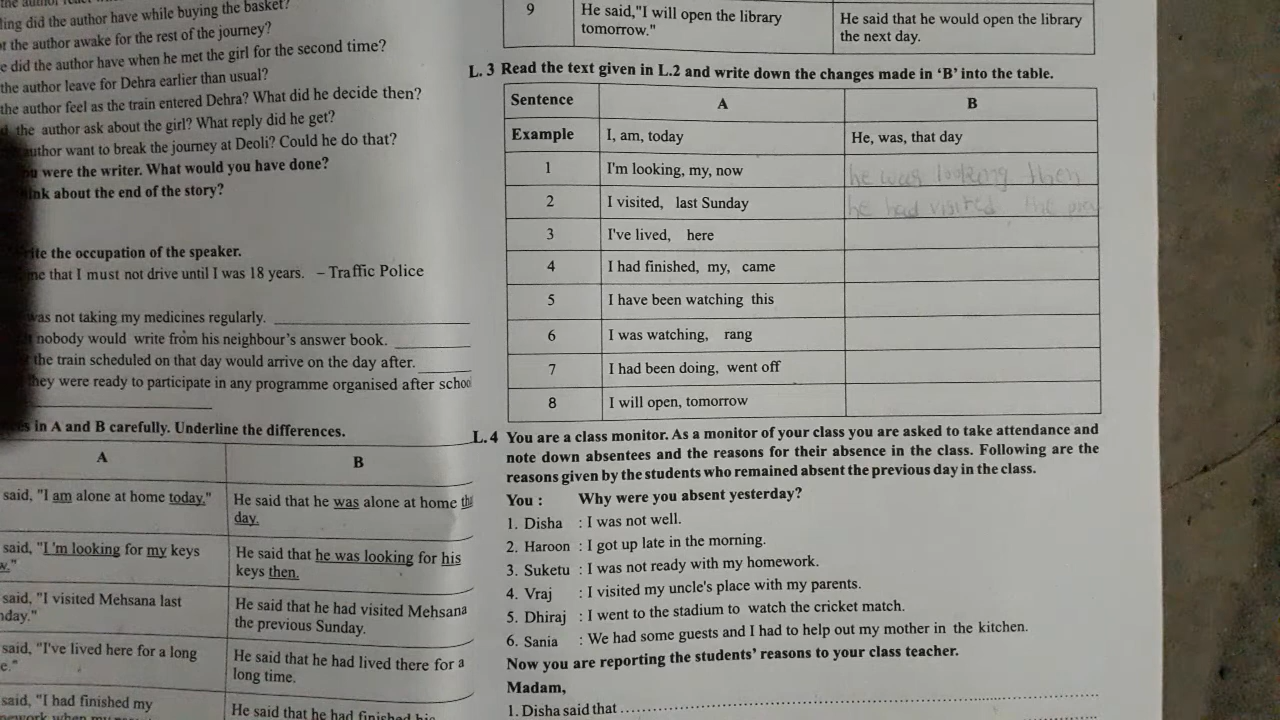 ling did the author have while buying the basket?
the author awake for the rest of the journey?
did the author have when he met the girl for the second time?
the author leave for Dehra earlier than usual?
the author feel as the train entered Dehra? What did he decide then?
the author ask about the girl? What reply did he get?
author want to break the journey at Deoli? Could he do that?
were the writer. What would you have done?
about the end of the story?
the occupation of the speaker.
that I must not drive until I was 18 years. – Traffic Police
was not taking my medicines regularly.
nobody would write from his neighbour's answer book.
the train scheduled on that day would arrive on the day after.
they were ready to participate in any programme organised after school
in A and B carefully. Underline the differences.
A B
said, "I am alone at home today." He said that he was alone at home
day.
said, "I'm looking for my keys He said that he was looking for his
keys then.
said, "I visited Mehsana last He said that he had visited Mehsana
the previous Sunday.
said, "I've lived here for a long He said that he had lived there for a
long time.
said, "I had finished my He said that he had finished his
9 He said,"I will open the library He said that he would open the library
tomorrow." the next day.
L. 3 Read the text given in L.2 and write down the changes made in 'B' into the table.
Sentence A B
Example I, am, today He, was, that day
1 I'm looking, my, now he was looking then
2 I visited, last Sunday he had visited the
3 I've lived, here
4 I had finished, my, came
5 I have been watching this
6 I was watching, rang
7 I had been doing, went off
8 I will open, tomorrow
L. 4 You are a class monitor. As a monitor of your class you are asked to take attendance and
note down absentees and the reasons for their absence in the class. Following are the
reasons given by the students who remained absent the previous day in the class.
You : Why were you absent yesterday?
1. Disha : I was not well.
2. Haroon : I got up late in the morning.
3. Suketu : I was not ready with my homework.
4. Vraj : I visited my uncle's place with my parents.
5. Dhiraj : I went to the stadium to watch the cricket match.
6. Sania : We had some guests and I had to help out my mother in the kitchen.
Now you are reporting the students' reasons to your class teacher.
Madam,
1. Disha said that